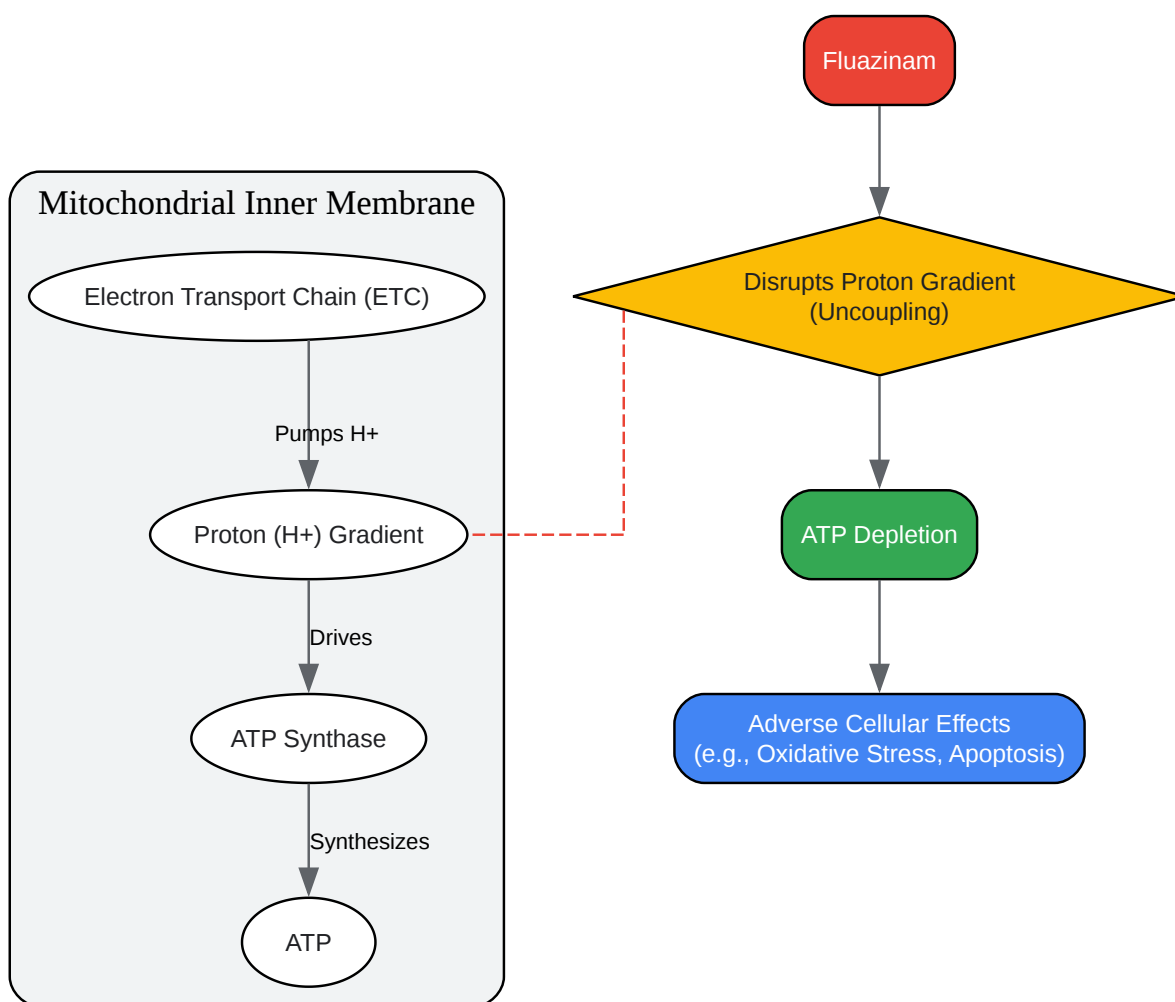 Fluazinam
Mitochondrial Inner Membrane
Electron Transport Chain (ETC)
Disrupts Proton Gradient
(Uncoupling)
Pumps H+
Proton (H+) Gradient
ATP Depletion
Drives
ATP Synthase
Adverse Cellular Effects
(e.g., Oxidative Stress, Apoptosis)
Synthesizes
ATP